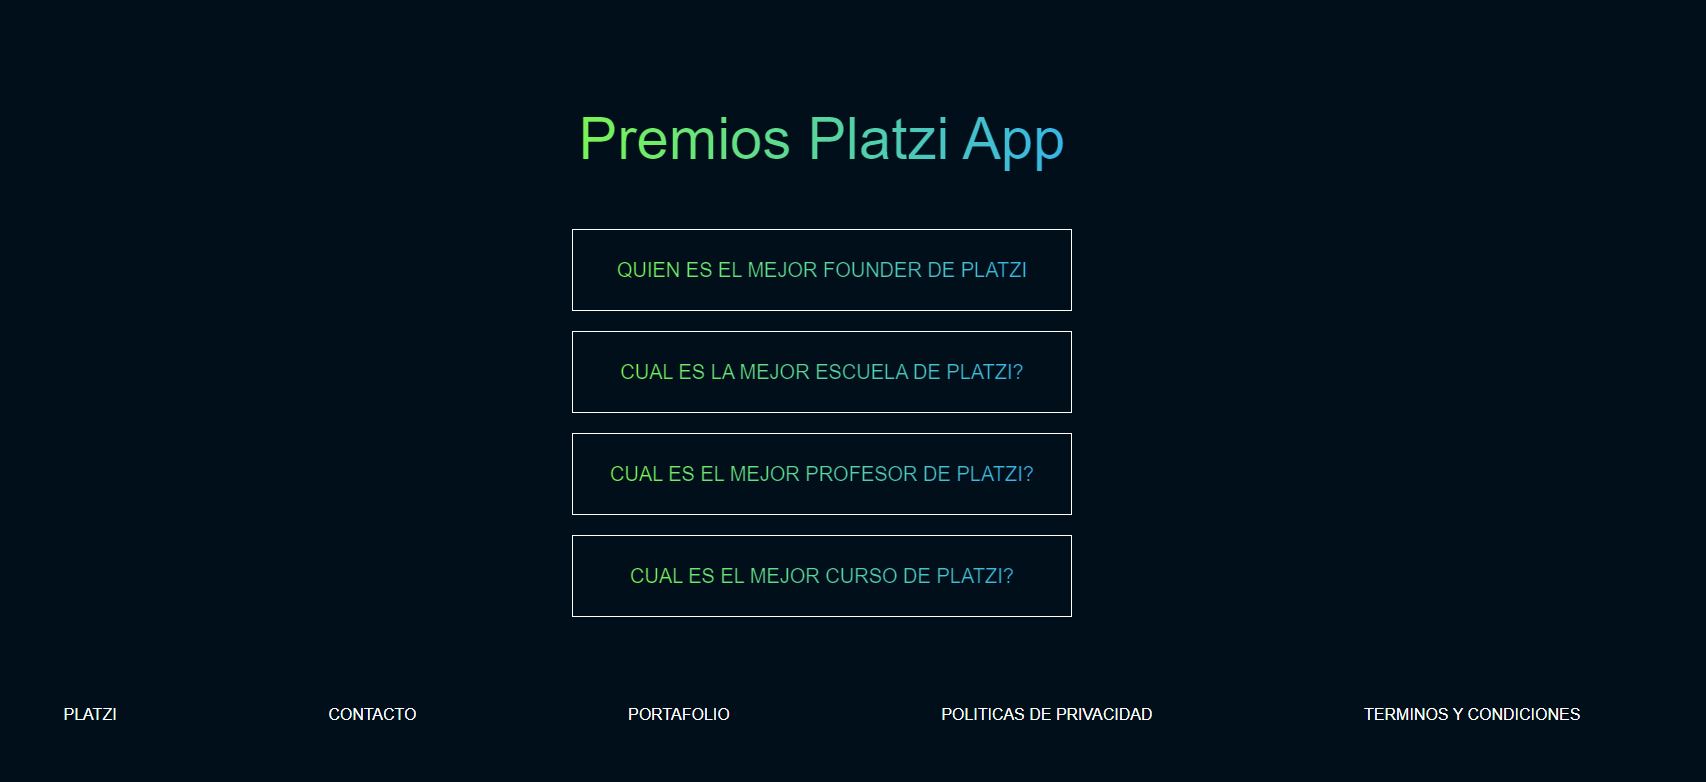 Premios Platzi App
QUIEN ES EL MEJOR FOUNDER DE PLATZI
CUAL ES LA MEJOR ESCUELA DE PLATZI?
CUAL ES EL MEJOR PROFESOR DE PLATZI?
CUAL ES EL MEJOR CURSO DE PLATZI?
PLATZI CONTACTO PORTAFOLIO POLITICAS DE PRIVACIDAD TERMINOS Y CONDICIONES